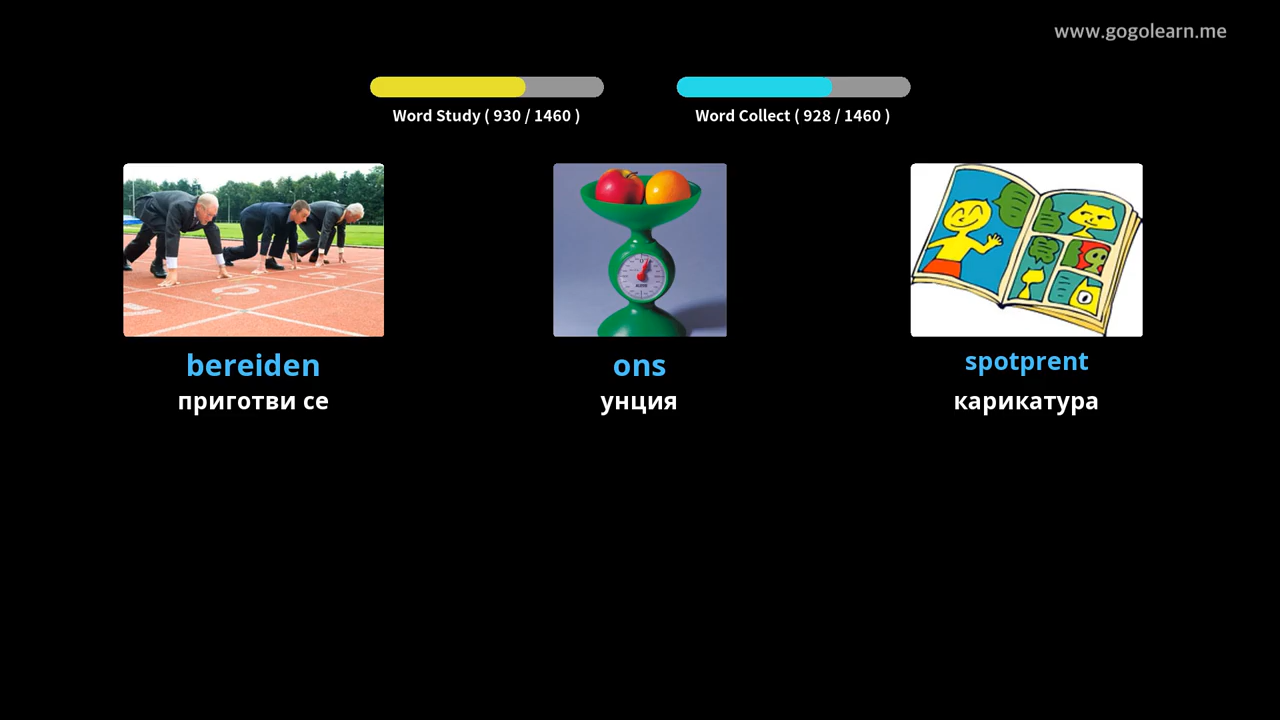 www.gogolearn.me
Word Study ( 930 / 1460 )
Word Collect ( 928 / 1460 )
bereiden
ons
spotprent
приготви се
унция
карикатура